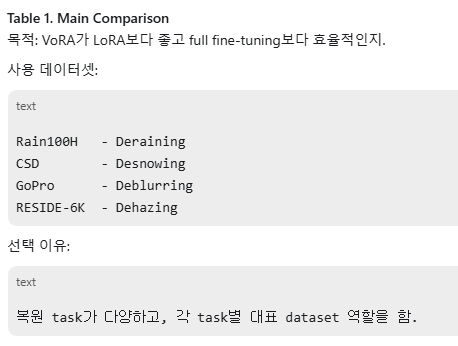 Table 1. Main Comparison
목적: VoRA가 LoRA보다 좋고 full fine-tuning보다 효율적인지.
사용 데이터셋:
text
Rain100H   - Deraining
CSD        - Desnowing
GoPro      - Deblurring
RESIDE-6K  - Dehazing
선택 이유:
text
복원 task가 다양하고, 각 task별 대표 dataset 역할을 함.